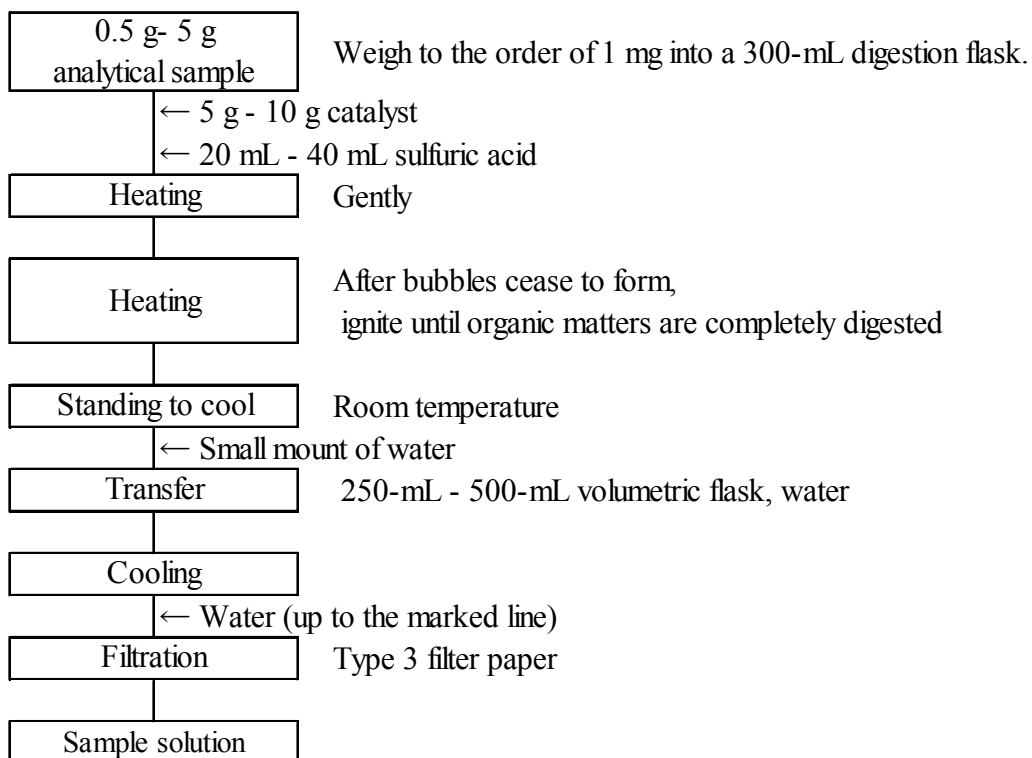 0.5 g- 5 g
analytical sample
Weigh to the order of 1 mg into a 300-mL digestion flask.
← 5 g - 10 g catalyst
← 20 mL - 40 mL sulfuric acid
Heating
Gently
Heating
After bubbles cease to form,
ignite until organic matters are completely digested
Standing to cool
Room temperature
← Small mount of water
Transfer
250-mL - 500-mL volumetric flask, water
Cooling
← Water (up to the marked line)
Filtration
Type 3 filter paper
Sample solution